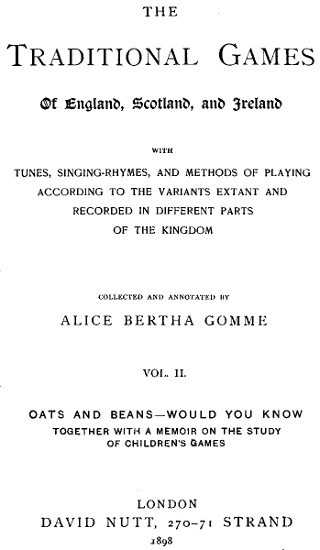 THE
TRADITIONAL GAMES
Of England, Scotland, and Ireland
WITH
TUNES, SINGING-RHYMES, AND METHODS OF PLAYING
ACCORDING TO THE VARIANTS EXTANT AND
RECORDED IN DIFFERENT PARTS
OF THE KINGDOM
COLLECTED AND ANNOTATED BY
ALICE BERTHA GOMME
VOL. II.
OATS AND BEANS—WOULD YOU KNOW
TOGETHER WITH A MEMOIR ON THE STUDY
OF CHILDREN'S GAMES
LONDON
DAVID NUTT, 270-71 STRAND
1898